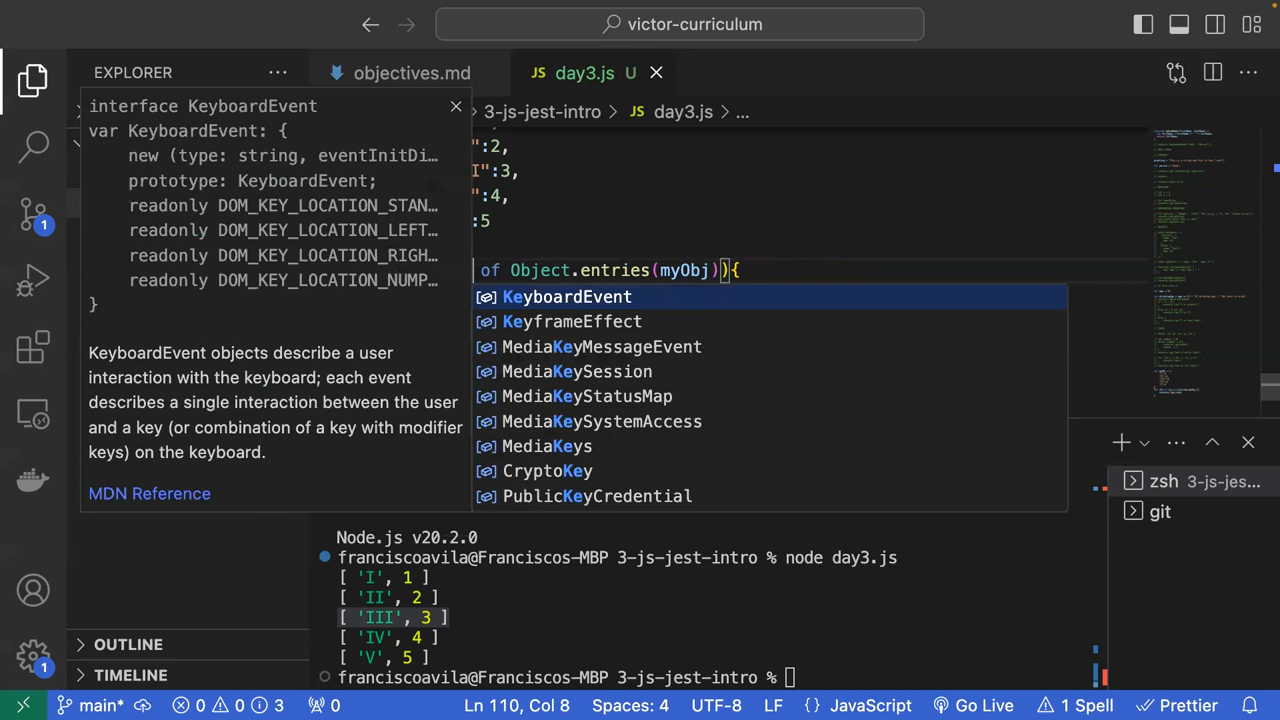 victor-curriculum
EXPLORER
objectives.md
JS day3.js U
3-js-jest-intro > JS day3.js > ...
interface KeyboardEvent
var KeyboardEvent: {
new (type: string, eventInitDi…
prototype: KeyboardEvent;
readonly DOM_KEY_LOCATION_STAN…
readonly DOM_KEY_LOCATION_LEFT…
readonly DOM_KEY_LOCATION_RIGH…
readonly DOM_KEY_LOCATION_NUMP…
}
KeyboardEvent objects describe a user
interaction with the keyboard; each event
describes a single interaction between the user
and a key (or combination of a key with modifier
keys) on the keyboard.
MDN Reference
":2,
":3,
":4,
":5
of Object.entries(myObj)){
KeyboardEvent
KeyframeEffect
MediaKeyMessageEvent
MediaKeySession
MediaKeyStatusMap
MediaKeySystemAccess
MediaKeys
CryptoKey
PublicKeyCredential
zsh 3-js-jes...
git
Node.js v20.2.0
franciscoavila@Franciscos-MBP 3-js-jest-intro % node day3.js
[ 'I', 1 ]
[ 'II', 2 ]
[ 'III', 3 ]
[ 'IV', 4 ]
[ 'V', 5 ]
franciscoavila@Franciscos-MBP 3-js-jest-intro %
OUTLINE
TIMELINE
1
1
main* 0 0 3 0 Ln 110, Col 8 Spaces: 4 UTF-8 LF {} JavaScript Go Live 1 Spell Prettier